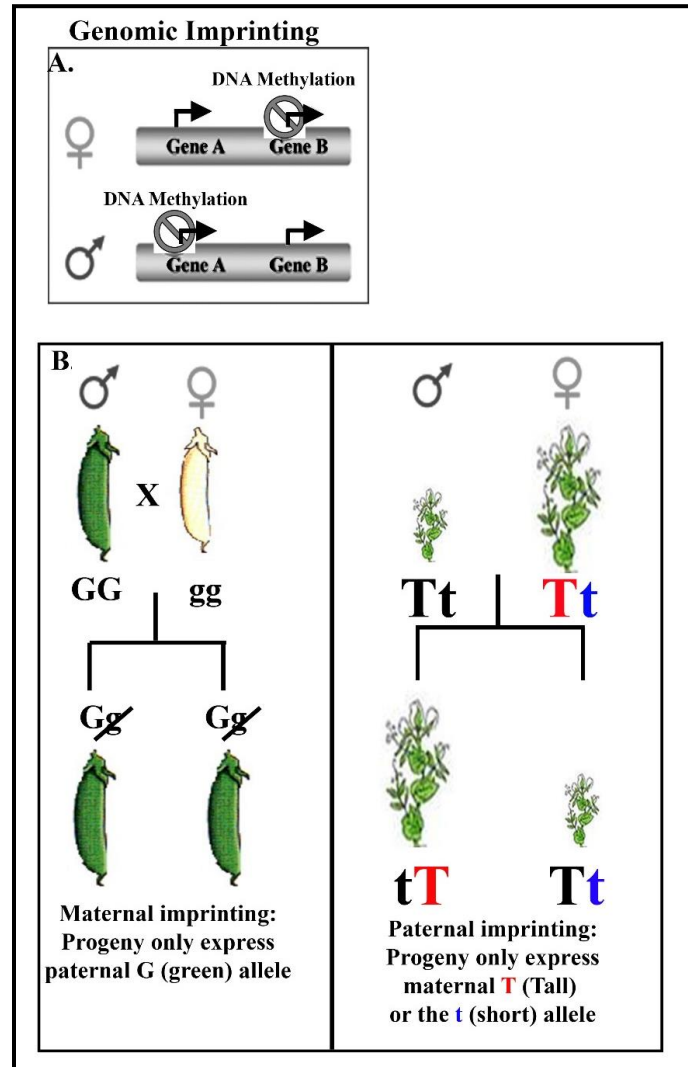 Genomic Imprinting
A.
DNA Methylation
♀
Gene A Gene B
DNA Methylation
♂
Gene A Gene B
B.
♂ ♀
X
GG gg
Gg Gg
Maternal imprinting:
Progeny only express
paternal G (green) allele
♂ ♀
Tt Tt
tT Tt
Paternal imprinting:
Progeny only express
maternal T (Tall)
or the t (short) allele